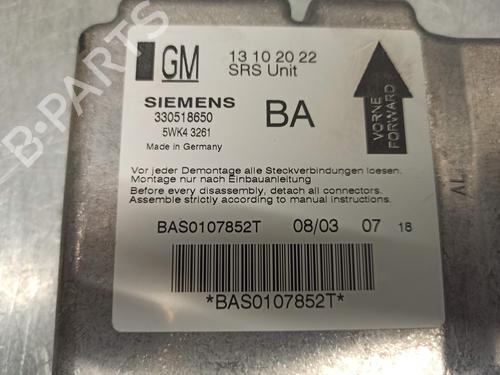 GM
13 10 20 22
SRS Unit
SIEMENS
330518650
5WK4 3261
Made in Germany
BA
VORNE
FORWARD
Vor jeder Demontage alle Steckverbindungen loesen.
Montage nur nach Einbauanleitung
Before every disassembly, detach all connectors.
Assemble strictly according to manual instructions.
BAS0107852T 08/03 07 18
*BAS0107852T*
B-PARTS